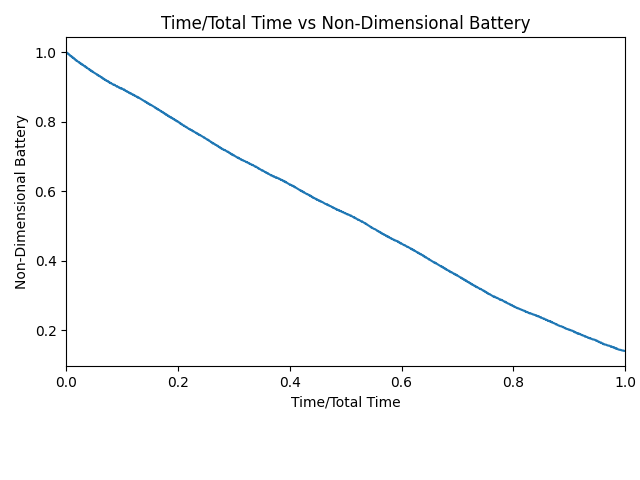 Time/Total Time vs Non-Dimensional Battery
1.0
0.8
0.6
0.4
0.2
Non-Dimensional Battery
0.0 0.2 0.4 0.6 0.8 1.0
Time/Total Time